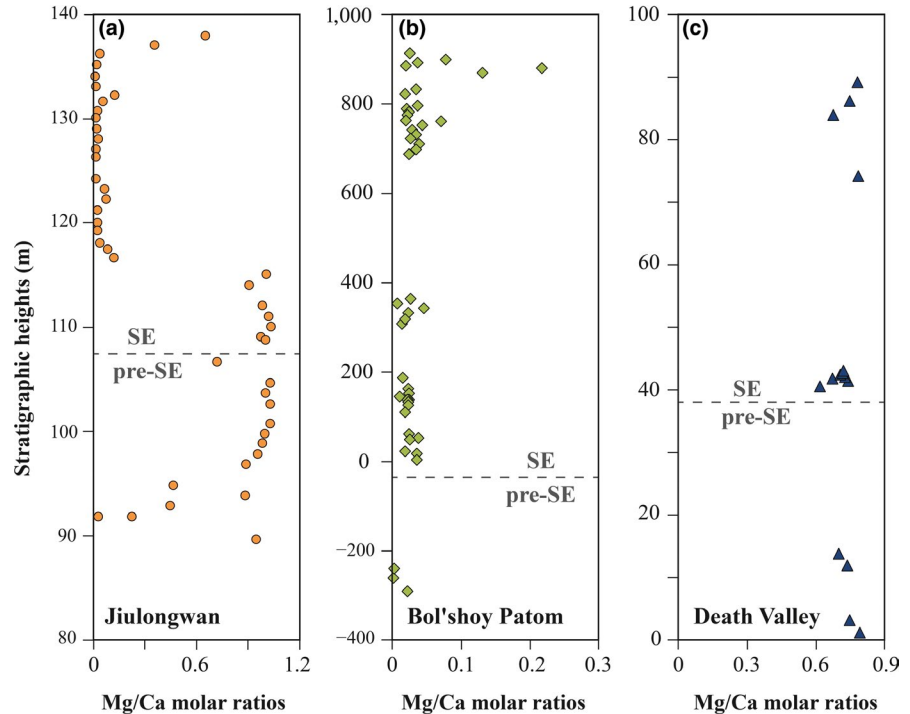 (a)
140
130
120
110
100
90
80
0
0.6
1.2
SE
pre-SE
Jiulongwan
Mg/Ca molar ratios
Stratigraphic heights (m)
(b)
1,000
800
600
400
200
0
−200
−400
0
0.1
0.2
0.3
SE
pre-SE
Bol'shoy Patom
Mg/Ca molar ratios
(c)
100
80
60
40
20
0
0
0.3
0.6
0.9
SE
pre-SE
Death Valley
Mg/Ca molar ratios